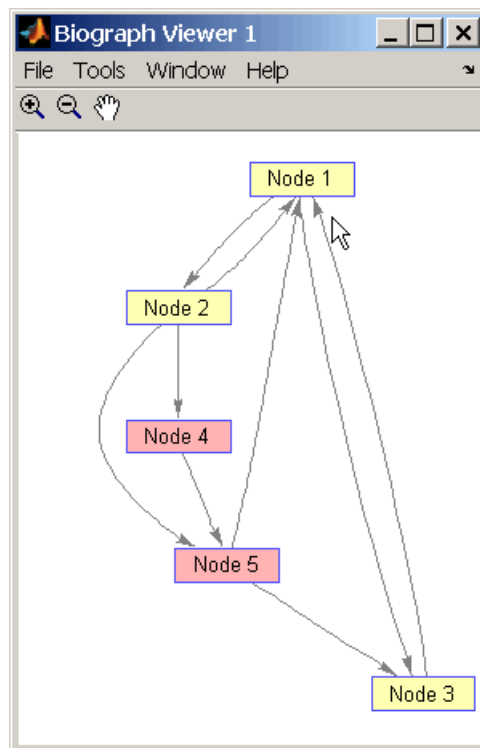 Biograph Viewer 1
File Tools Window Help
Node 1
Node 2
Node 4
Node 5
Node 3